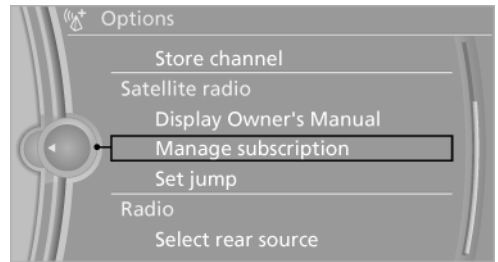 Options
Store channel
Satellite radio
Display Owner's Manual
Manage subscription
Set jump
Radio
Select rear source